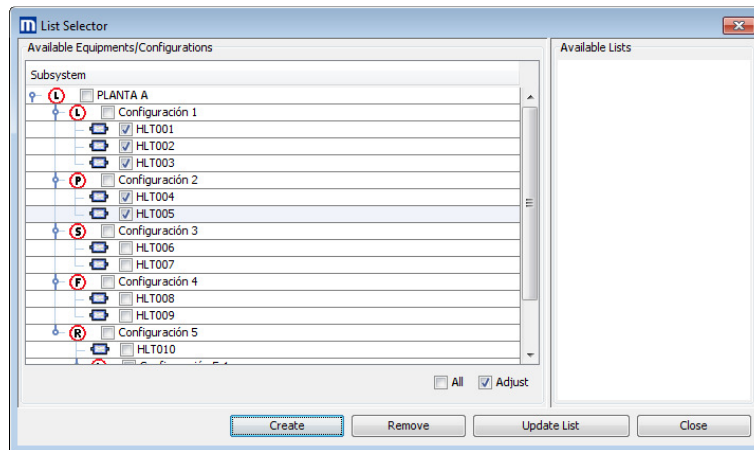 m List Selector
Available Equipments/Configurations
Available Lists
Subsystem
L PLANTA A
L Configuración 1
HLT001
HLT002
HLT003
P Configuración 2
HLT004
HLT005
S Configuración 3
HLT006
HLT007
F Configuración 4
HLT008
HLT009
R Configuración 5
HLT010
All Adjust
Create Remove Update List Close